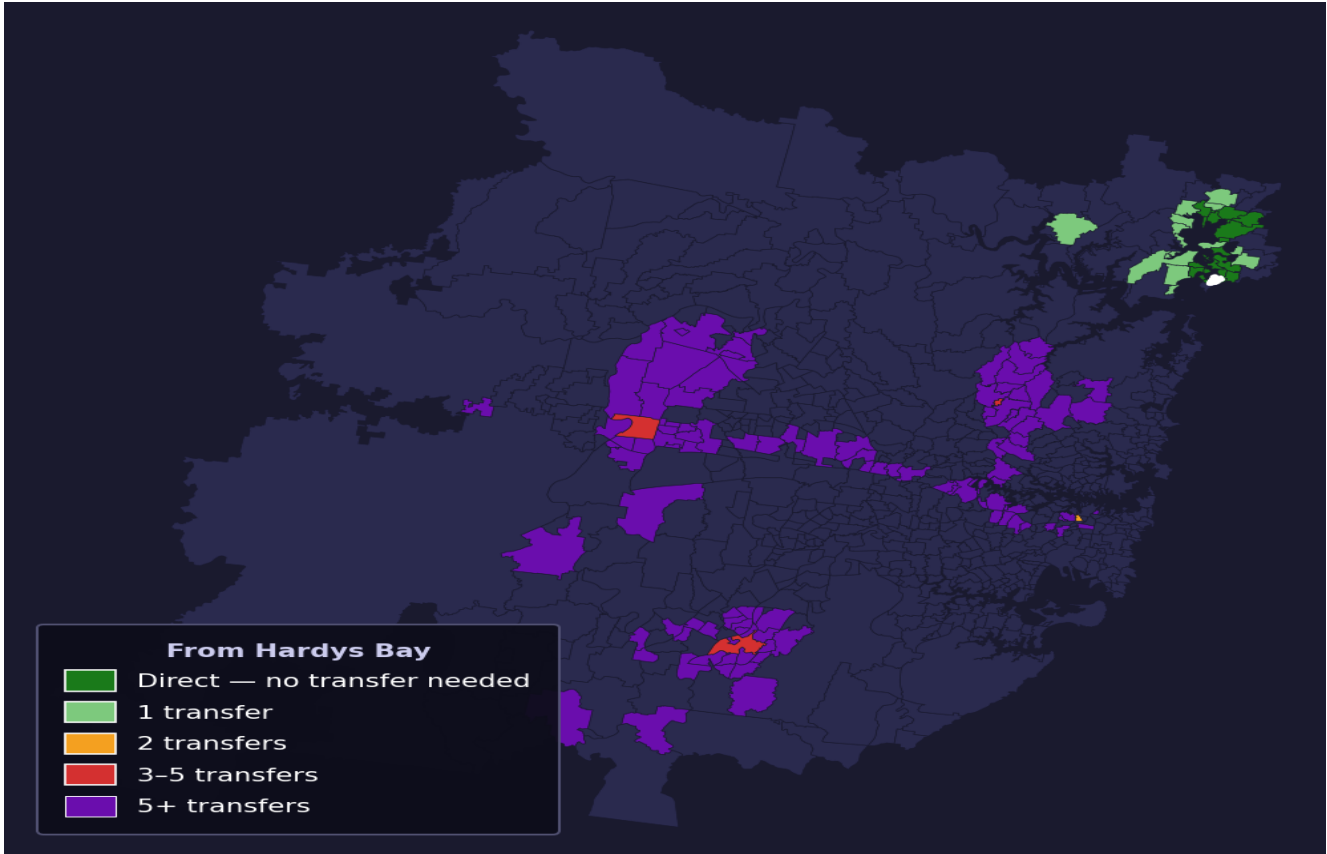 From Hardys Bay
Direct — no transfer needed
1 transfer
2 transfers
3–5 transfers
5+ transfers